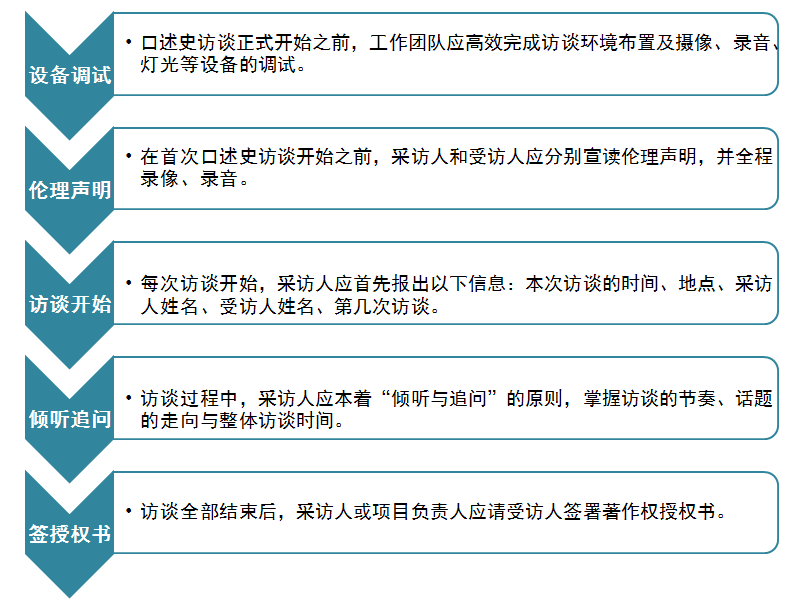 设备调试
• 口述史访谈正式开始之前，工作团队应高效完成访谈环境布置及摄像、录音、
灯光等设备的调试。
伦理声明
• 在首次口述史访谈开始之前，采访人和受访人应分别宣读伦理声明，并全程
录像、录音。
访谈开始
• 每次访谈开始，采访人应首先报出以下信息：本次访谈的时间、地点、采访
人姓名、受访人姓名、第几次访谈。
倾听追问
• 访谈过程中，采访人应本着“倾听与追问”的原则，掌握访谈的节奏、话题
的走向与整体访谈时间。
签授权书
• 访谈全部结束后，采访人或项目负责人应请受访人签署著作权授权书。